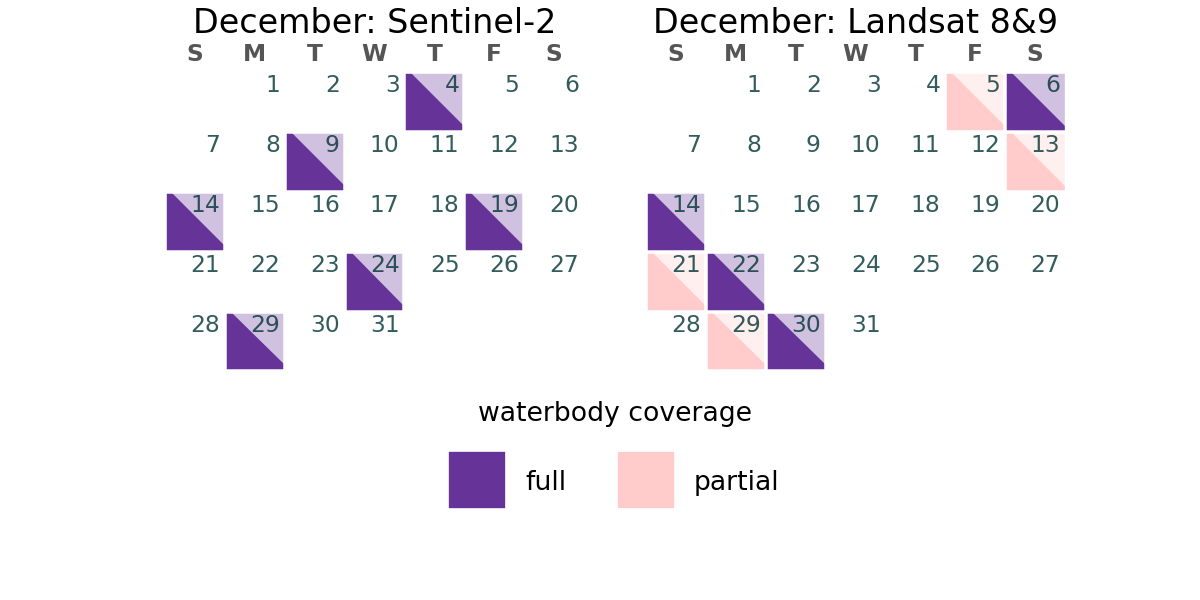 December: Sentinel-2
S M T W T F S
1 2 3 4 5 6
7 8 9 10 11 12 13
14 15 16 17 18 19 20
21 22 23 24 25 26 27
28 29 30 31
December: Landsat 8&9
S M T W T F S
1 2 3 4 5 6
7 8 9 10 11 12 13
14 15 16 17 18 19 20
21 22 23 24 25 26 27
28 29 30 31
waterbody coverage
full partial